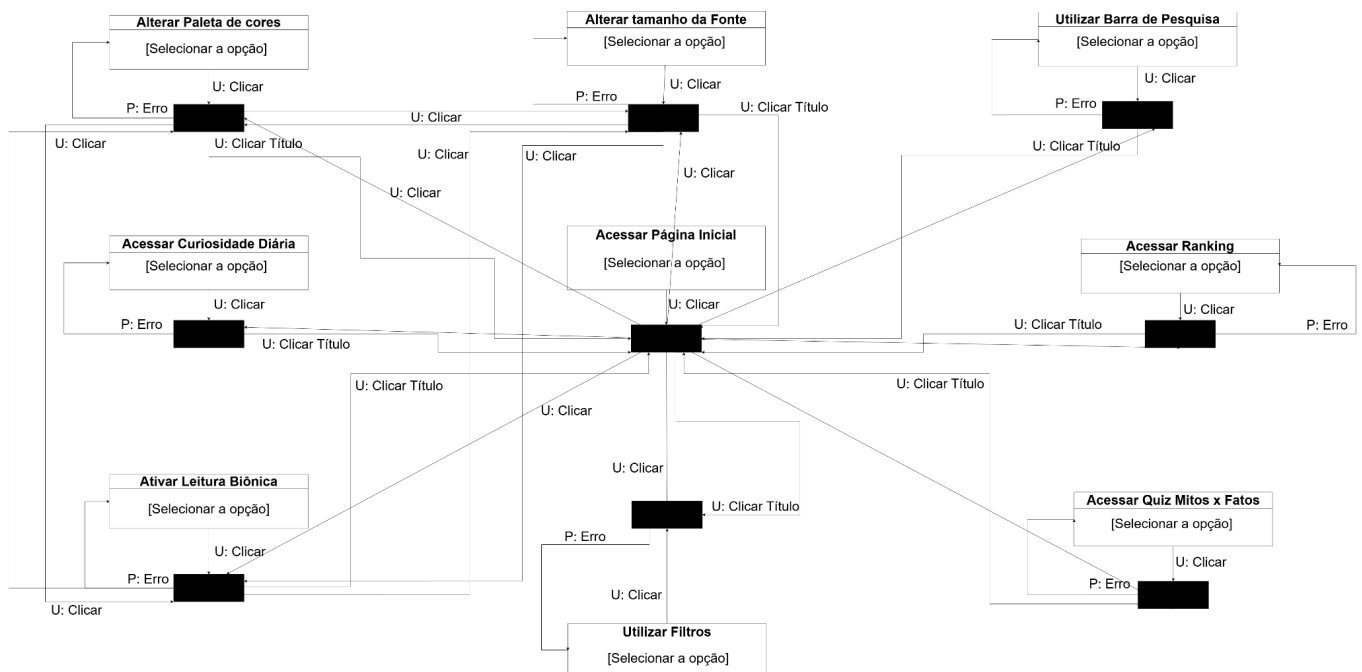 Alterar Paleta de cores
[Selecionar a opção]
U: Clicar
P: Erro
Alterar tamanho da Fonte
[Selecionar a opção]
U: Clicar
P: Erro
U: Clicar Título
Utilizar Barra de Pesquisa
[Selecionar a opção]
U: Clicar
P: Erro
U: Clicar Título
U: Clicar
U: Clicar
U: Clicar Título
U: Clicar
U: Clicar
U: Clicar
U: Clicar
Acessar Curiosidade Diária
[Selecionar a opção]
U: Clicar
P: Erro
U: Clicar Título
Acessar Página Inicial
[Selecionar a opção]
U: Clicar
Acessar Ranking
[Selecionar a opção]
U: Clicar
U: Clicar Título
P: Erro
U: Clicar Título
U: Clicar Título
U: Clicar
Ativar Leitura Biônica
[Selecionar a opção]
U: Clicar
P: Erro
U: Clicar
U: Clicar
U: Clicar Título
P: Erro
Utilizar Filtros
[Selecionar a opção]
Acessar Quiz Mitos x Fatos
[Selecionar a opção]
U: Clicar
P: Erro